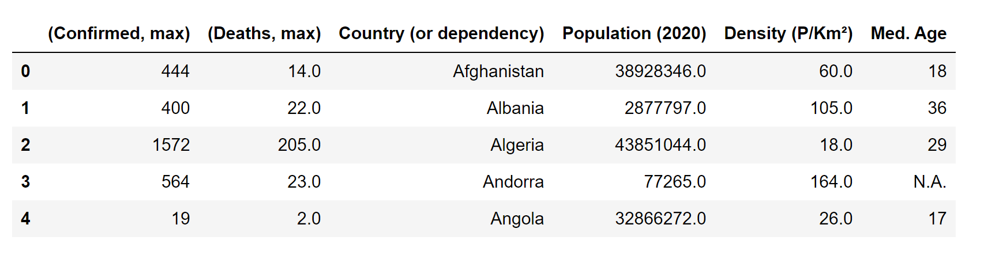 (Confirmed, max) (Deaths, max) Country (or dependency) Population (2020) Density (P/Km²) Med. Age
0 444 14.0 Afghanistan 38928346.0 60.0 18
1 400 22.0 Albania 2877797.0 105.0 36
2 1572 205.0 Algeria 43851044.0 18.0 29
3 564 23.0 Andorra 77265.0 164.0 N.A.
4 19 2.0 Angola 32866272.0 26.0 17